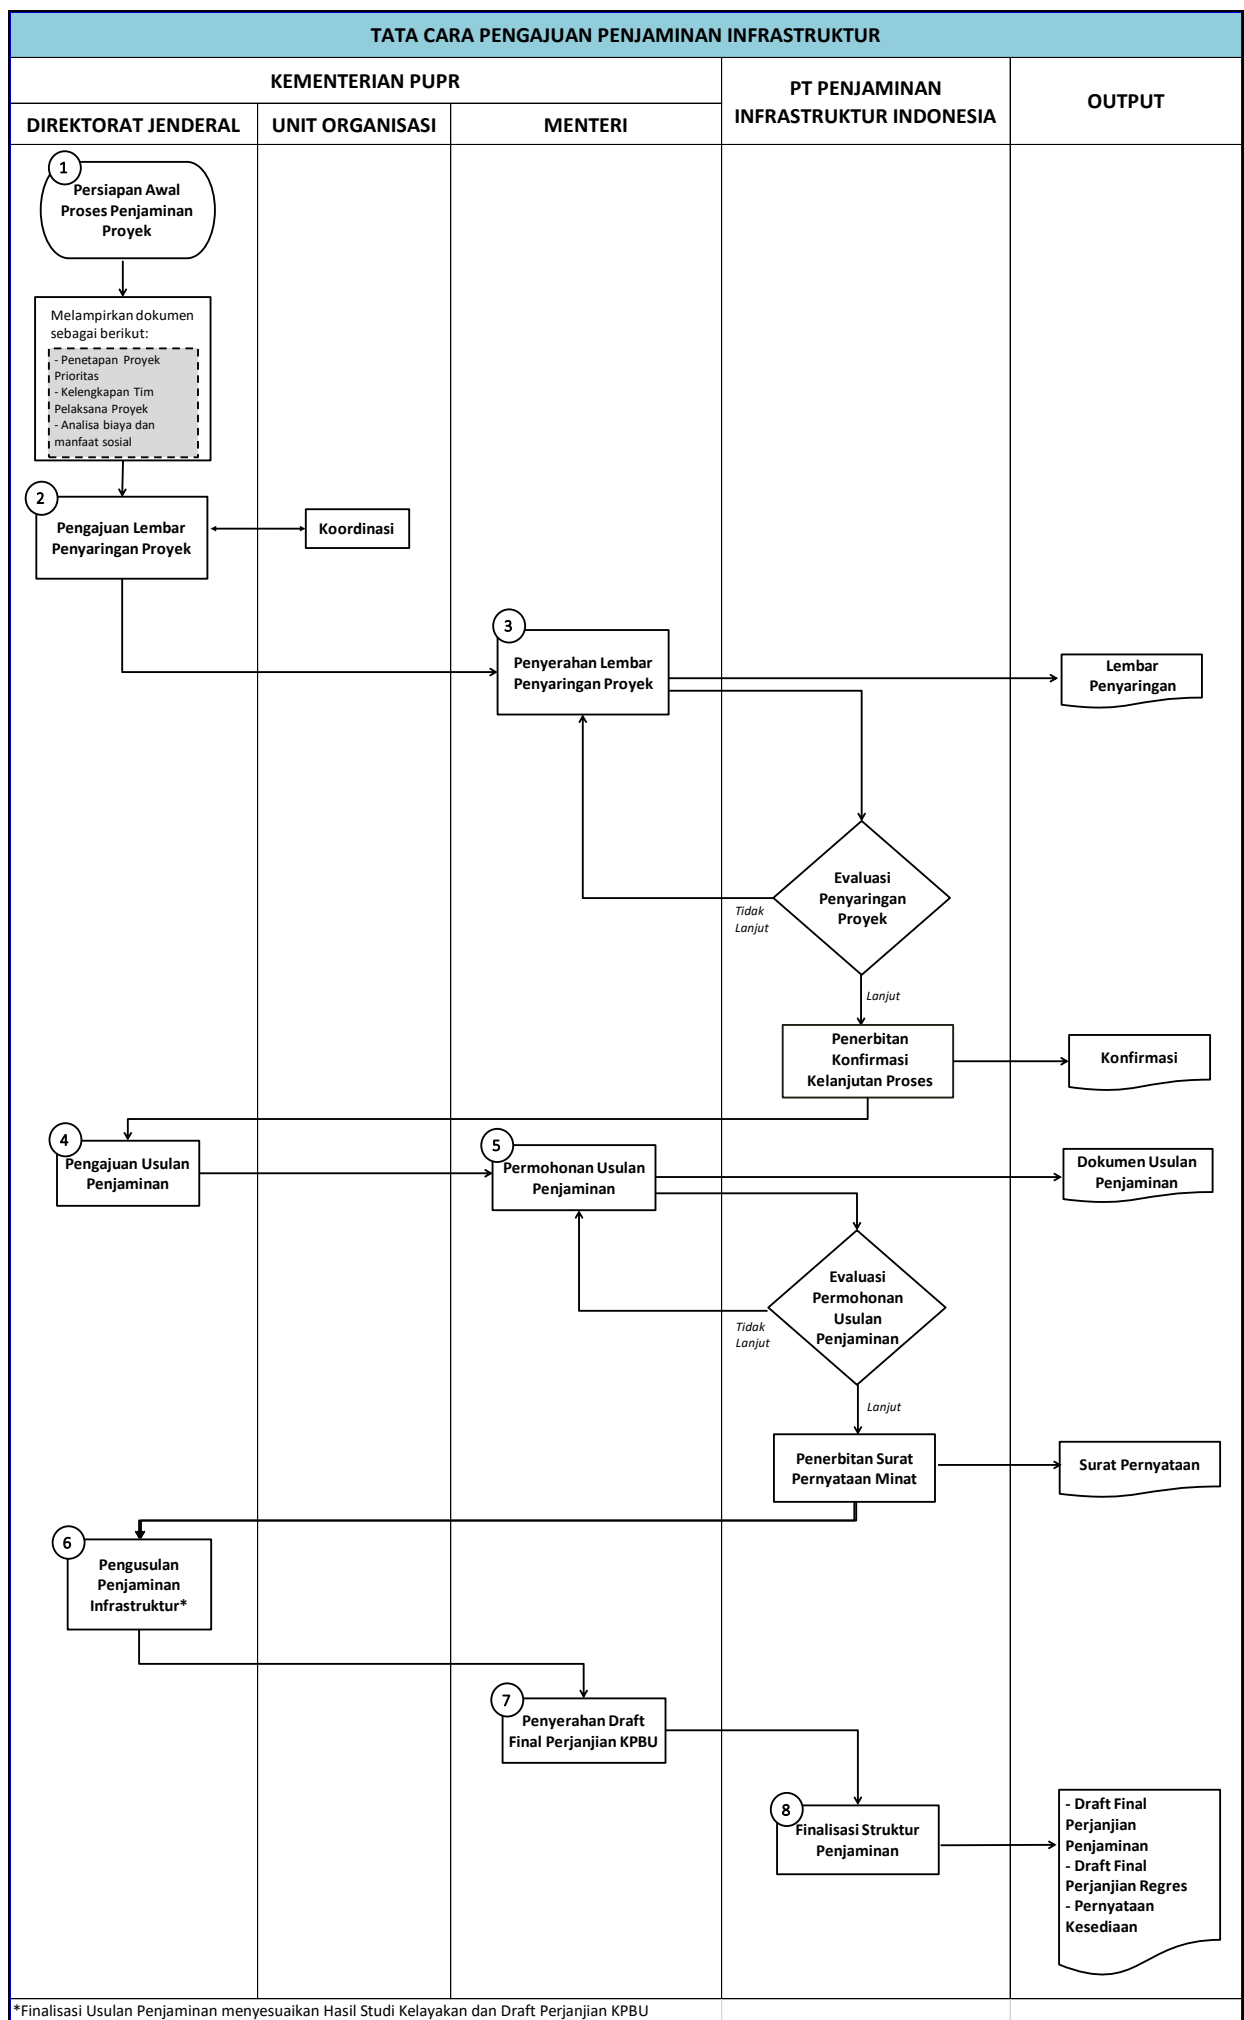 TATA CARA PENGAJUAN PENJAMINAN INFRASTRUKTUR
KEMENTERIAN PUPR
PT PENJAMINAN
INFRASTRUKTUR INDONESIA
OUTPUT
DIREKTORAT JENDERAL
UNIT ORGANISASI
MENTERI
1
Persiapan Awal
Proses Penjaminan
Proyek
Melampirkan dokumen
sebagai berikut:
- Penetapan Proyek
Prioritas
- Kelengkapan Tim
Pelaksana Proyek
- Analisa biaya dan
manfaat sosial
2
Pengajuan Lembar
Penyaringan Proyek
Koordinasi
3
Penyerahan Lembar
Penyaringan Proyek
Lembar
Penyaringan
Evaluasi
Penyaringan
Proyek
Tidak
Lanjut
Lanjut
Penerbitan
Konfirmasi
Kelanjutan Proses
Konfirmasi
4
Pengajuan Usulan
Penjaminan
5
Permohonan Usulan
Penjaminan
Dokumen Usulan
Penjaminan
Evaluasi
Permohonan
Usulan
Penjaminan
Tidak
Lanjut
Lanjut
Penerbitan Surat
Pernyataan Minat
Surat Pernyataan
6
Pengusulan
Penjaminan
Infrastruktur*
7
Penyerahan Draft
Final Perjanjian KPBU
8
Finalisasi Struktur
Penjaminan
- Draft Final
Perjanjian
Penjaminan
- Draft Final
Perjanjian Regres
- Pernyataan
Kesediaan
*Finalisasi Usulan Penjaminan menyesuaikan Hasil Studi Kelayakan dan Draft Perjanjian KPBU